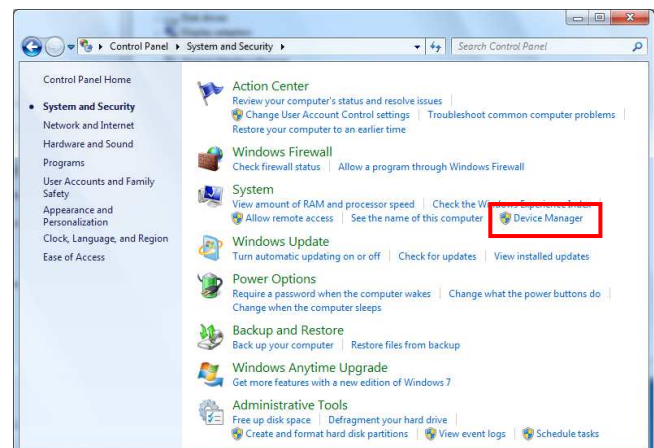 Disk drives
Display adapters
Control Panel System and Security Search Control Panel
Control Panel Home
System and Security
Network and Internet
Hardware and Sound
Programs
User Accounts and Family
Safety
Appearance and
Personalization
Clock, Language, and Region
Ease of Access
Action Center
Review your computer's status and resolve issues
Change User Account Control settings Troubleshoot common computer problems
Restore your computer to an earlier time
Windows Firewall
Check firewall status Allow a program through Windows Firewall
System
View amount of RAM and processor speed Check the Windows Experience Index
Allow remote access See the name of this computer Device Manager
Windows Update
Turn automatic updating on or off Check for updates View installed updates
Power Options
Require a password when the computer wakes Change what the power buttons do
Change when the computer sleeps
Backup and Restore
Back up your computer Restore files from backup
Windows Anytime Upgrade
Get more features with a new edition of Windows 7
Administrative Tools
Free up disk space Defragment your hard drive
Create and format hard disk partitions View event logs Schedule tasks